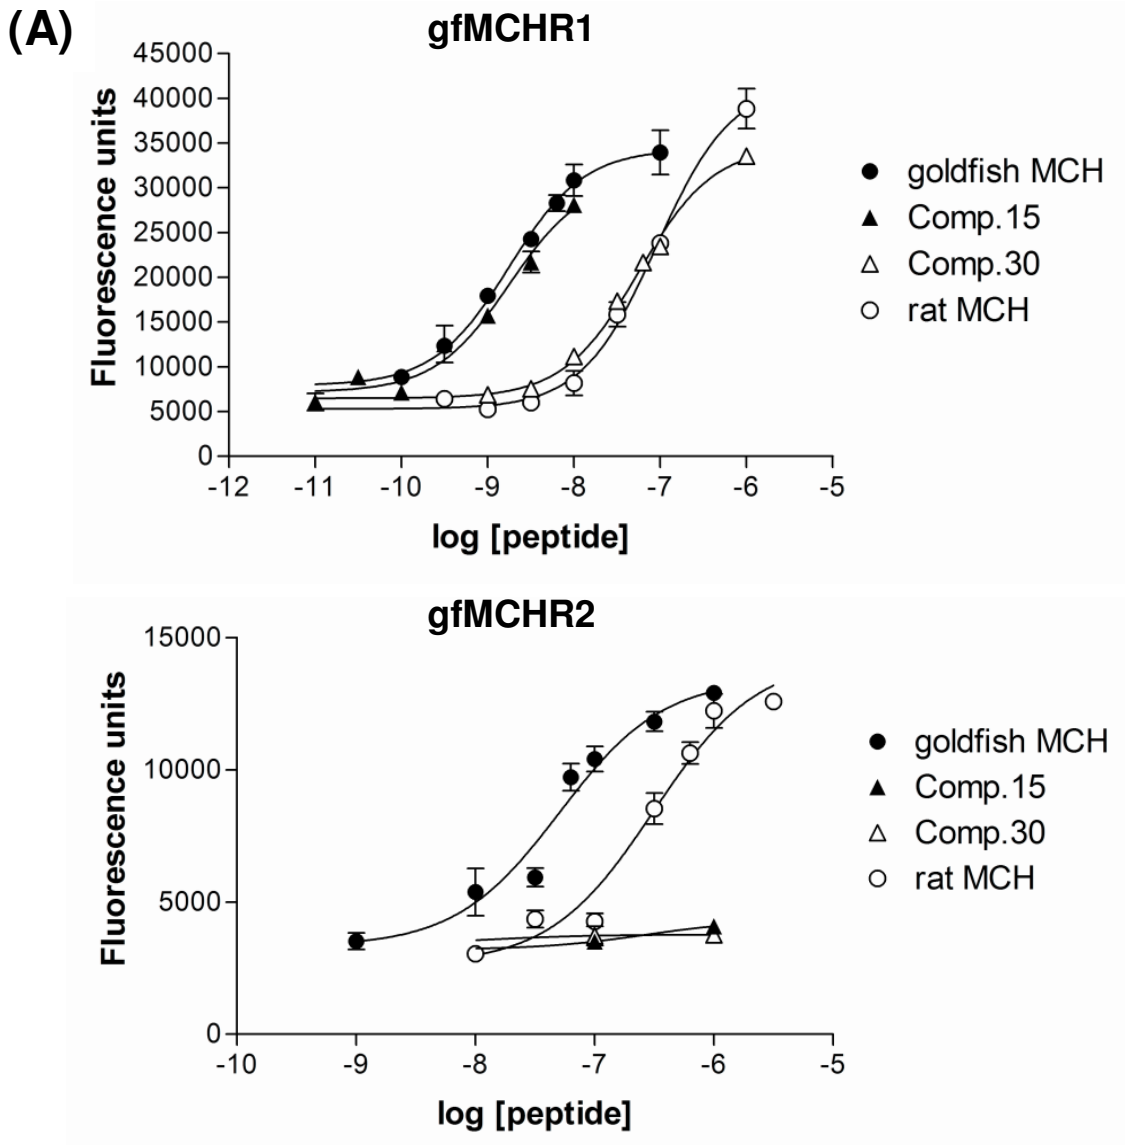 (A)
gfMCHR1
45000
40000
35000
30000
25000
20000
15000
10000
5000
0
Fluorescence units
-12 -11 -10 -9 -8 -7 -6 -5
log [peptide]
goldfish MCH
Comp.15
Comp.30
rat MCH
gfMCHR2
15000
10000
5000
0
Fluorescence units
-10 -9 -8 -7 -6 -5
log [peptide]
goldfish MCH
Comp.15
Comp.30
rat MCH